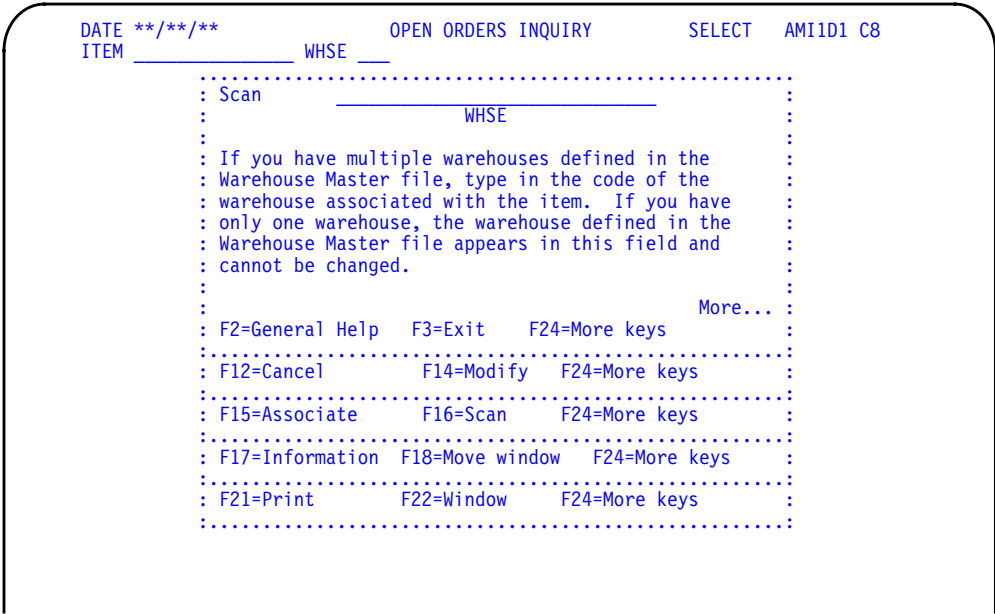 DATE **/**/** OPEN ORDERS INQUIRY SELECT AMI1D1 C8
ITEM _______________ WHSE ___
.......................................................
: Scan ______________________________ :
: WHSE :
: :
: If you have multiple warehouses defined in the :
: Warehouse Master file, type in the code of the :
: warehouse associated with the item. If you have :
: only one warehouse, the warehouse defined in the :
: Warehouse Master file appears in this field and :
: cannot be changed. :
: :
: More... :
: F2=General Help F3=Exit F24=More keys :
:......................................................:
: F12=Cancel F14=Modify F24=More keys :
:......................................................:
: F15=Associate F16=Scan F24=More keys :
:......................................................:
: F17=Information F18=Move window F24=More keys :
:......................................................:
: F21=Print F22=Window F24=More keys :
:......................................................: